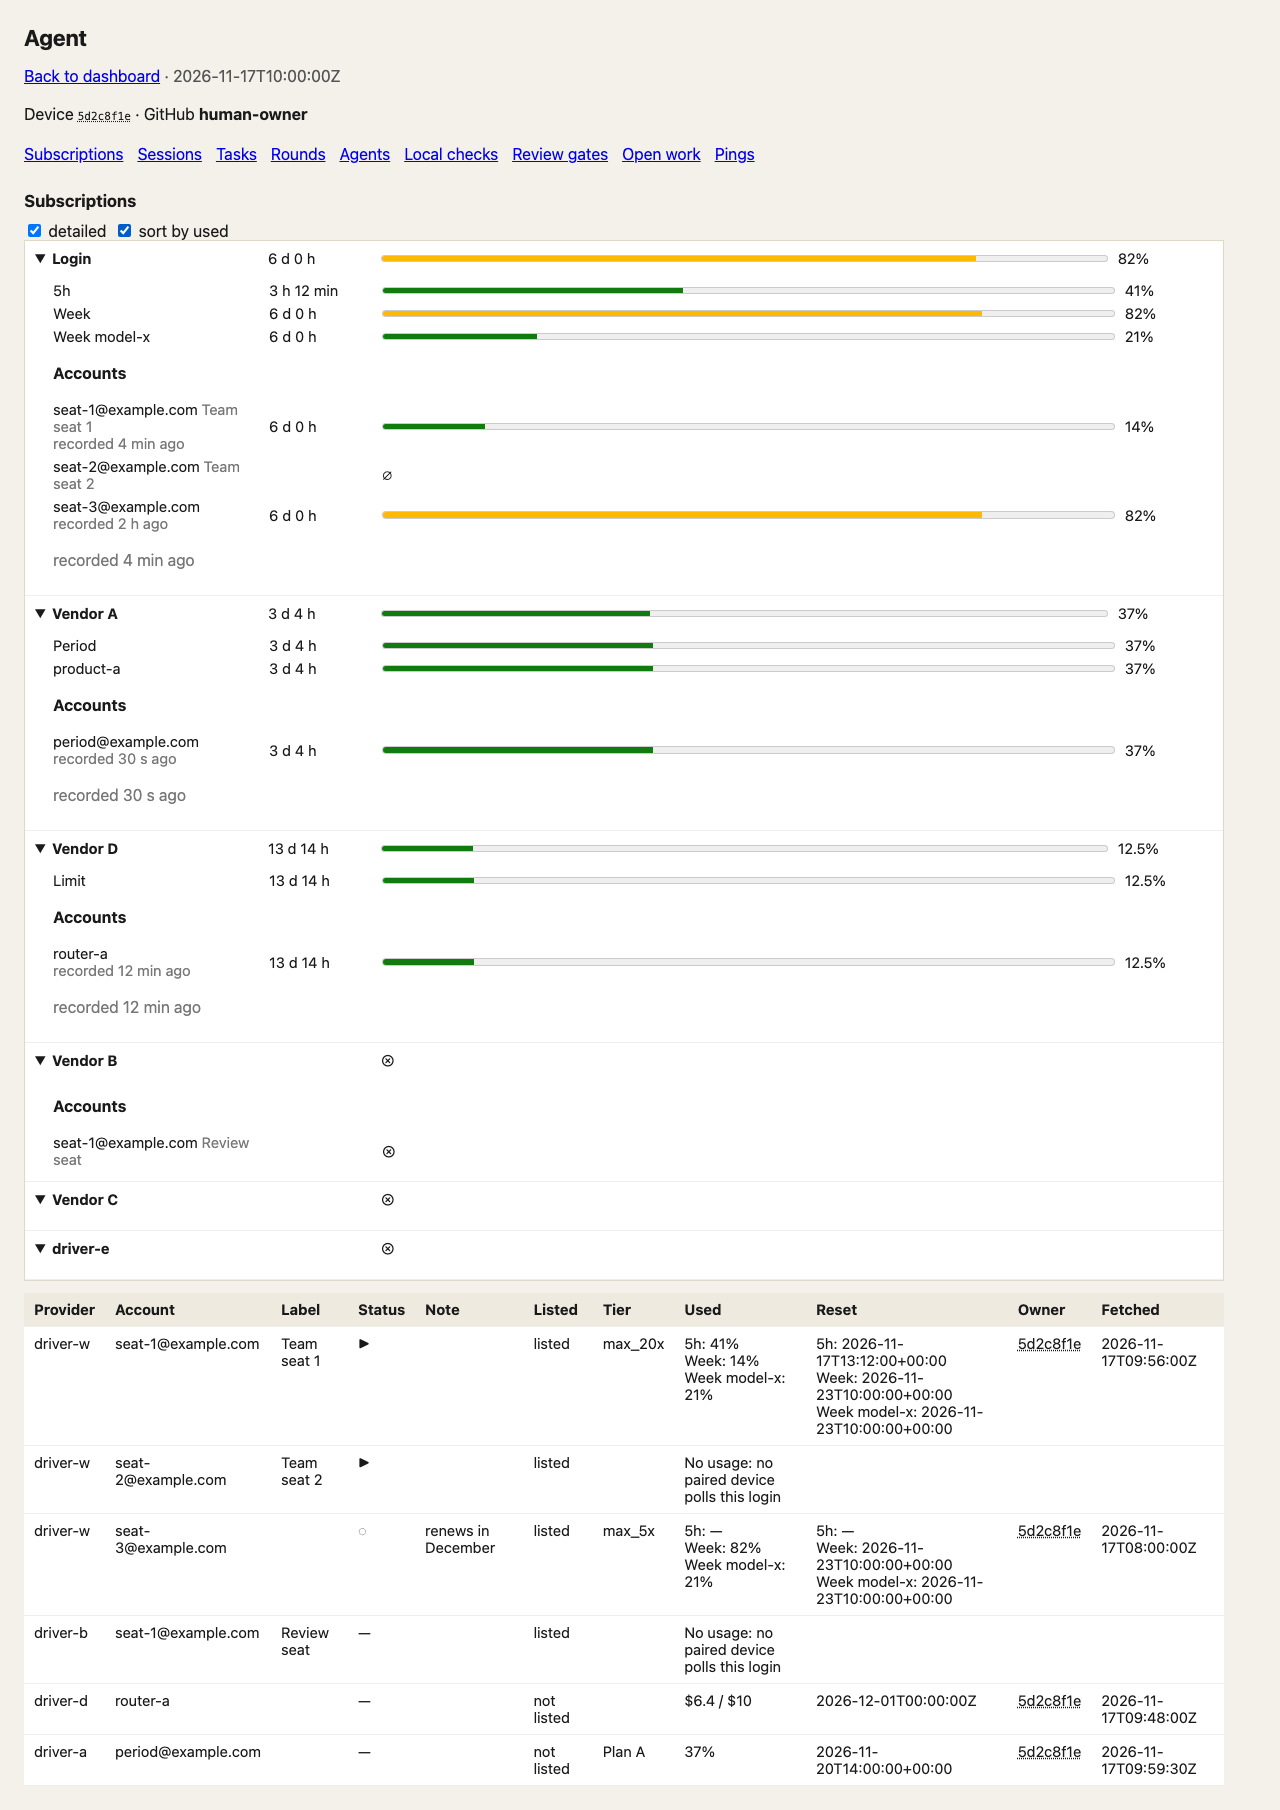 Agent
Back to dashboard · 2026-11-17T10:00:00Z
Device 5d2c8f1e · GitHub human-owner
Subscriptions Sessions Tasks Rounds Agents Local checks Review gates Open work Pings
Subscriptions
detailed sort by used
▼ Login 6 d 0 h 82%
5h 3 h 12 min 41%
Week 6 d 0 h 82%
Week model-x 6 d 0 h 21%
Accounts
seat-1@example.com Team
seat 1
recorded 4 min ago
6 d 0 h 14%
seat-2@example.com Team
seat 2
∅
seat-3@example.com
recorded 2 h ago
6 d 0 h 82%
recorded 4 min ago
▼ Vendor A 3 d 4 h 37%
Period 3 d 4 h 37%
product-a 3 d 4 h 37%
Accounts
period@example.com
recorded 30 s ago
3 d 4 h 37%
recorded 30 s ago
▼ Vendor D 13 d 14 h 12.5%
Limit 13 d 14 h 12.5%
Accounts
router-a
recorded 12 min ago
13 d 14 h 12.5%
recorded 12 min ago
▼ Vendor B ⊗
Accounts
seat-1@example.com Review
seat
⊗
▼ Vendor C ⊗
▼ driver-e ⊗
Provider Account Label Status Note Listed Tier Used Reset Owner Fetched
driver-w
seat-1@example.com
Team
seat 1
▶
listed
max_20x
5h: 41%
Week: 14%
Week model-x:
21%
5h: 2026-11-
17T13:12:00+00:00
Week: 2026-11-
23T10:00:00+00:00
Week model-x: 2026-11-
23T10:00:00+00:00
5d2c8f1e
2026-11-
17T09:56:00Z
driver-w
seat-
2@example.com
Team
seat 2
▶
listed
No usage: no
paired device
polls this login
driver-w
seat-
3@example.com
○
renews in
December
listed
max_5x
5h: —
Week: 82%
Week model-x:
21%
5h: —
Week: 2026-11-
23T10:00:00+00:00
Week model-x: 2026-11-
23T10:00:00+00:00
5d2c8f1e
2026-11-
17T08:00:00Z
driver-b
seat-1@example.com
Review
seat
—
listed
No usage: no
paired device
polls this login
driver-d
router-a
—
not
listed
$6.4 / $10
2026-12-01T00:00:00Z
5d2c8f1e
2026-11-
17T09:48:00Z
driver-a
period@example.com
—
not
listed
Plan A
37%
2026-11-
20T14:00:00+00:00
5d2c8f1e
2026-11-
17T09:59:30Z